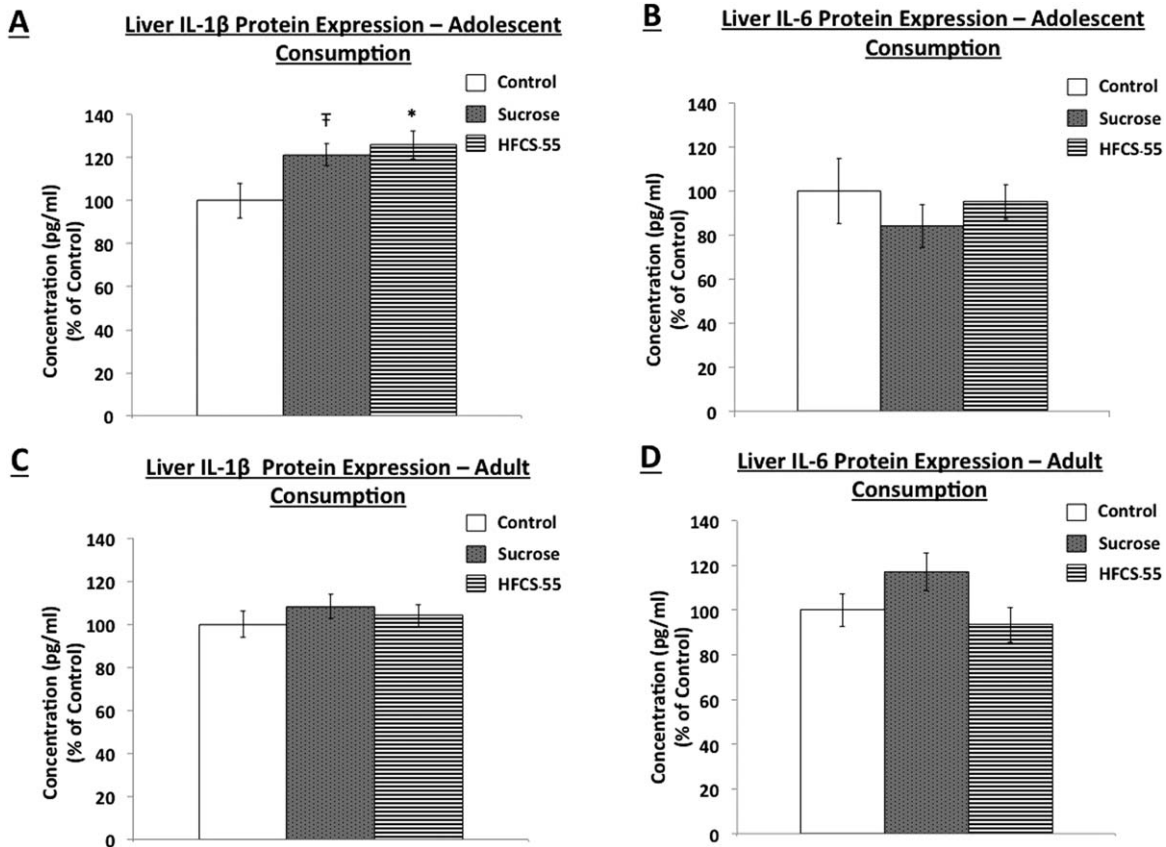 A
Liver IL-1β Protein Expression – Adolescent
Consumption
Control
Sucrose
HFCS-55
Ŧ
*
140
120
100
80
60
40
20
0
Concentration (pg/ml)
(% of Control)
B
Liver IL-6 Protein Expression – Adolescent
Consumption
Control
Sucrose
HFCS-55
140
120
100
80
60
40
20
0
Concentration (pg/ml)
(% of Control)
C
Liver IL-1β Protein Expression – Adult
Consumption
Control
Sucrose
HFCS-55
140
120
100
80
60
40
20
0
Concentration (pg/ml)
(% of Control)
D
Liver IL-6 Protein Expression – Adult
Consumption
Control
Sucrose
HFCS-55
140
120
100
80
60
40
20
0
Concentration (pg/ml)
(% of Control)